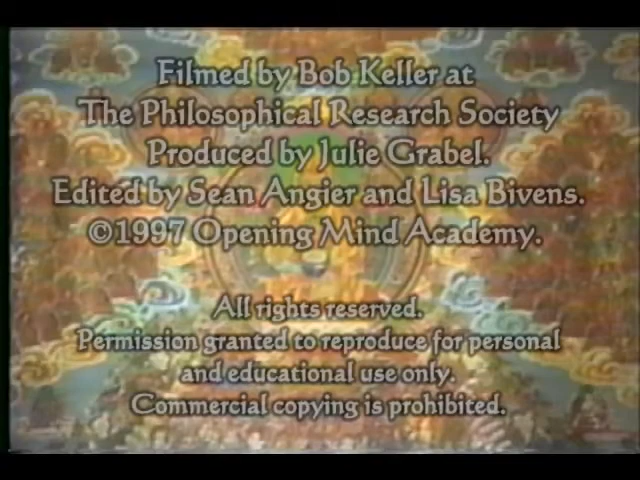 Filmed by Bob Keller at
The Philosophical Research Society
Produced by Julie Grabel.
Edited by Sean Angier and Lisa Bivens.
©1997 Opening Mind Academy.
All rights reserved.
Permission granted to reproduce for personal
and educational use only.
Commercial copying is prohibited.